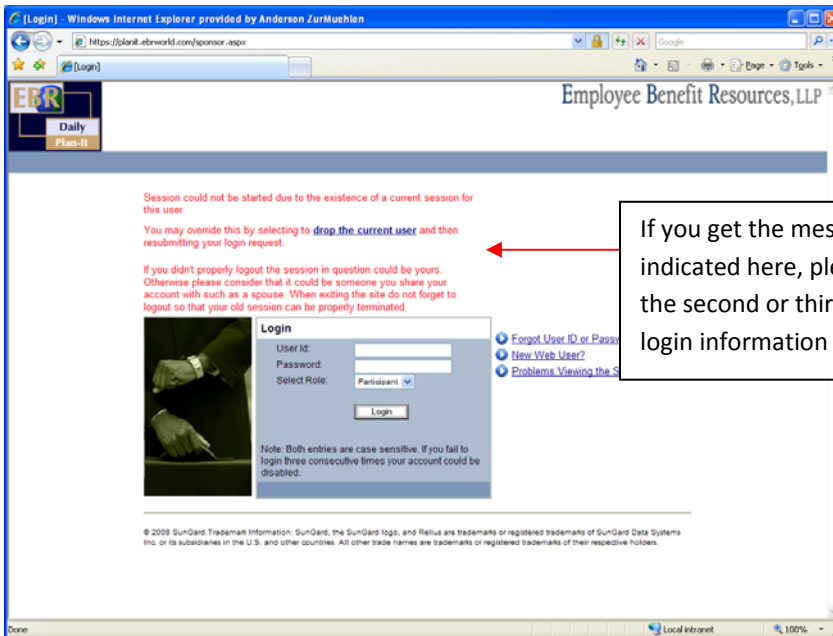 [Login] - Windows Internet Explorer provided by Anderson ZurMuehlen
https://planit.ebrworld.com/sponsor.aspx
Google
[Login]
Page
Tools
EBR
Daily
Plan-It
Employee Benefit Resources, LLP
Session could not be started due to the existence of a current session for
this user.
You may override this by selecting to drop the current user and then
resubmitting your login request.
If you didn't properly logout the session in question could be yours.
Otherwise please consider that it could be someone you share your
account with such as a spouse. When exiting the site do not forget to
logout so that your old session can be properly terminated.
If you get the mes
indicated here, ple
the second or thir
login information
Login
User Id:
Password:
Select Role:
Participant
Login
Note: Both entries are case sensitive. If you fail to
login three consecutive times your account could be
disabled.
Forgot User ID or Passw
New Web User?
Problems Viewing the S
© 2008 SunGard.Trademark Information: SunGard, the SunGard logo, and Relius are trademarks or registered trademarks of SunGard Data Systems
Inc. or its subsidiaries in the U.S. and other countries. All other trade names are trademarks or registered trademarks of their respective holders.
Done
Local intranet
100%